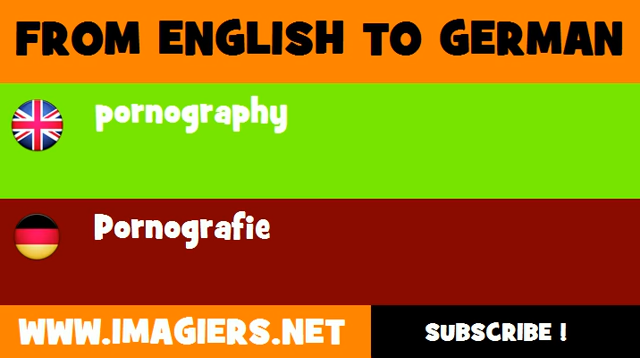 FROM ENGLISH TO GERMAN
pornography
Pornografie
WWW.IMAGIERS.NET
SUBSCRIBE !